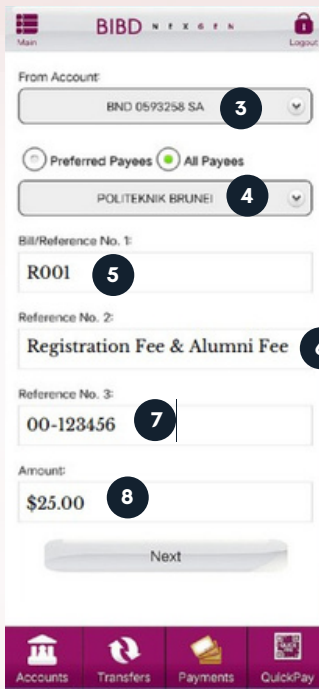 BIBD NEXGEN
Main
Logout
From Account:
BND 0593258 SA
3
Preferred Payees
All Payees
POLITEKNIK BRUNEI
4
Bill/Reference No. 1:
R001
5
Reference No. 2:
Registration Fee & Alumni Fee
6
Reference No. 3:
00-123456
7
Amount:
$25.00
8
Next
Accounts
Transfers
Payments
QuickPay